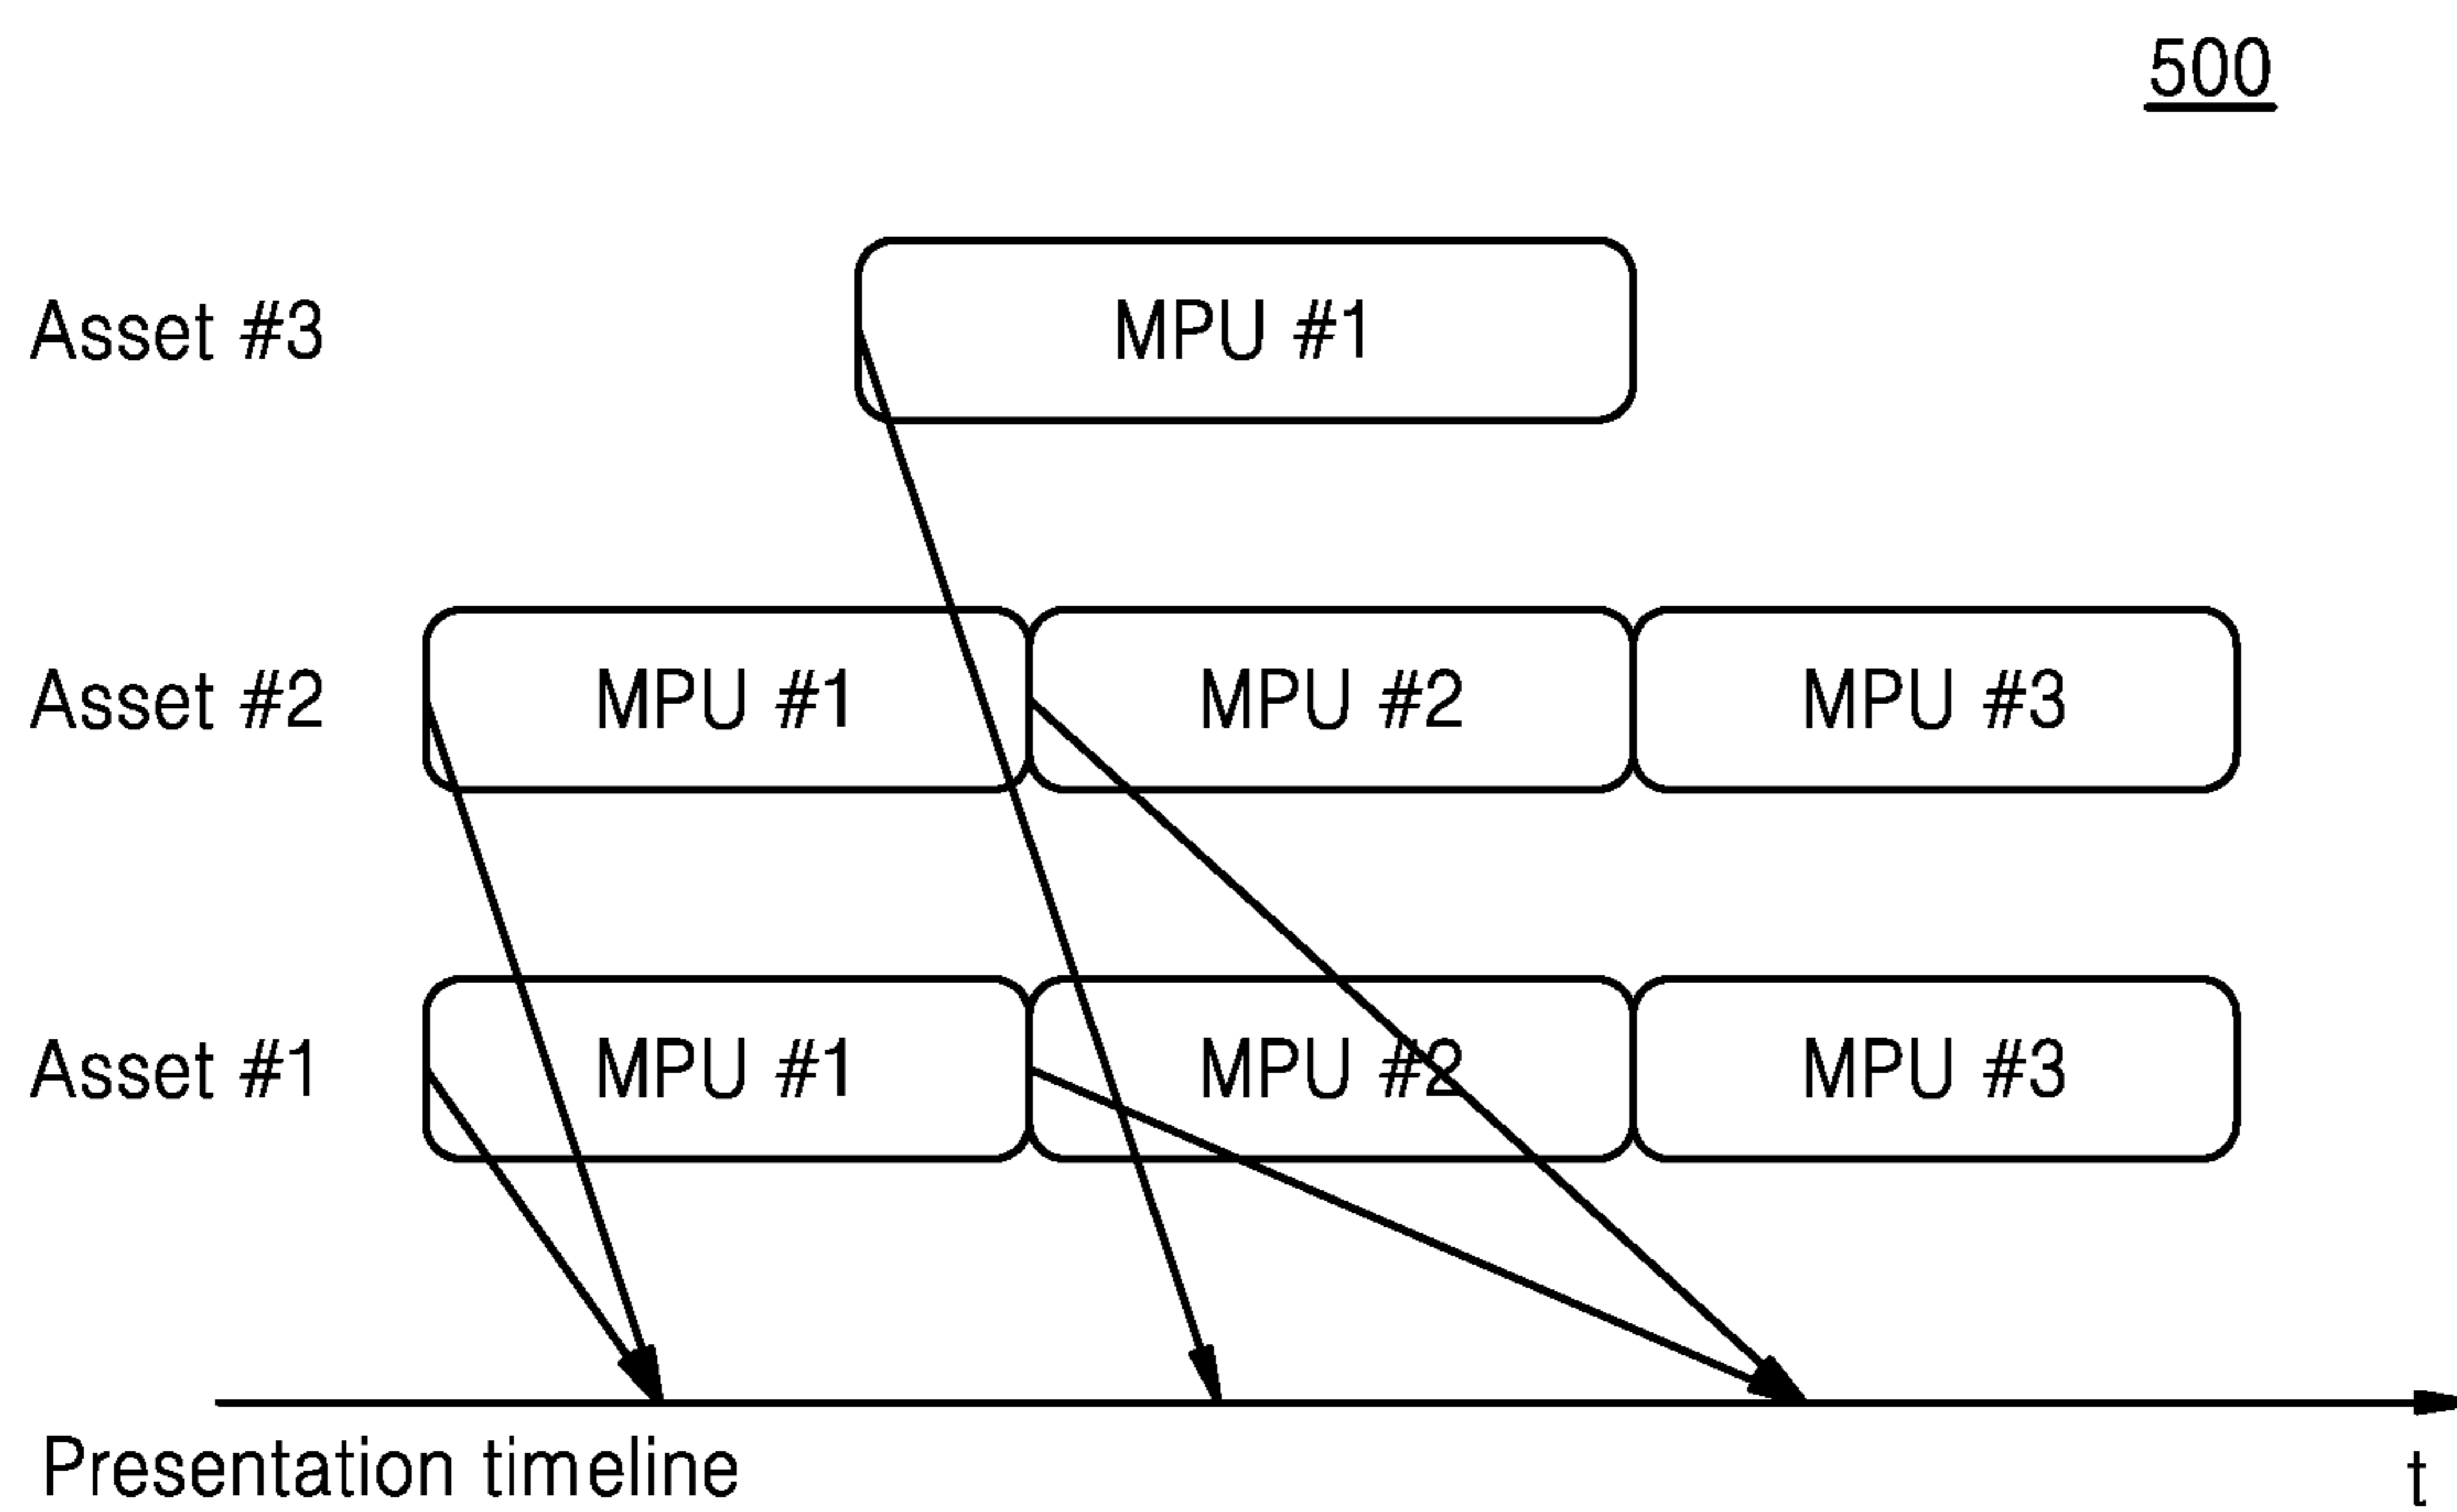 500
Asset #3 MPU #1
Asset #2 MPU #1 MPU #2 MPU #3
Asset #1 MPU #1 MPU #2 MPU #3
Presentation timeline t